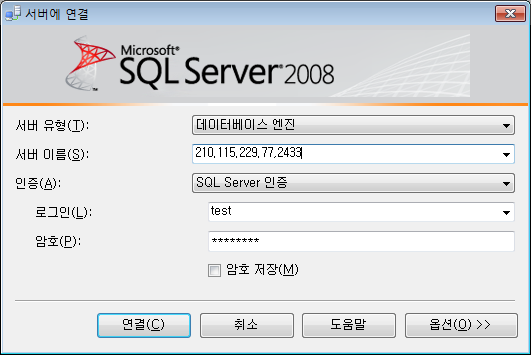 서버에 연결
Microsoft®
SQL Server® 2008
서버 유형(T): 데이터베이스 엔진
서버 이름(S): 210,115,229,77,2433
인증(A): SQL Server 인증
로그인(L): test
암호(P): ********
암호 저장(M)
연결(C) 취소 도움말 옵션(O) >>